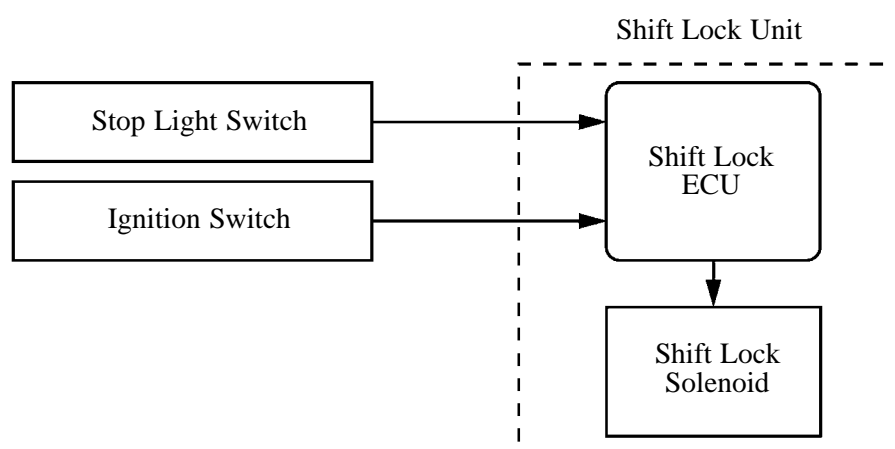 Shift Lock Unit
Stop Light Switch
Ignition Switch
Shift Lock
ECU
Shift Lock
Solenoid